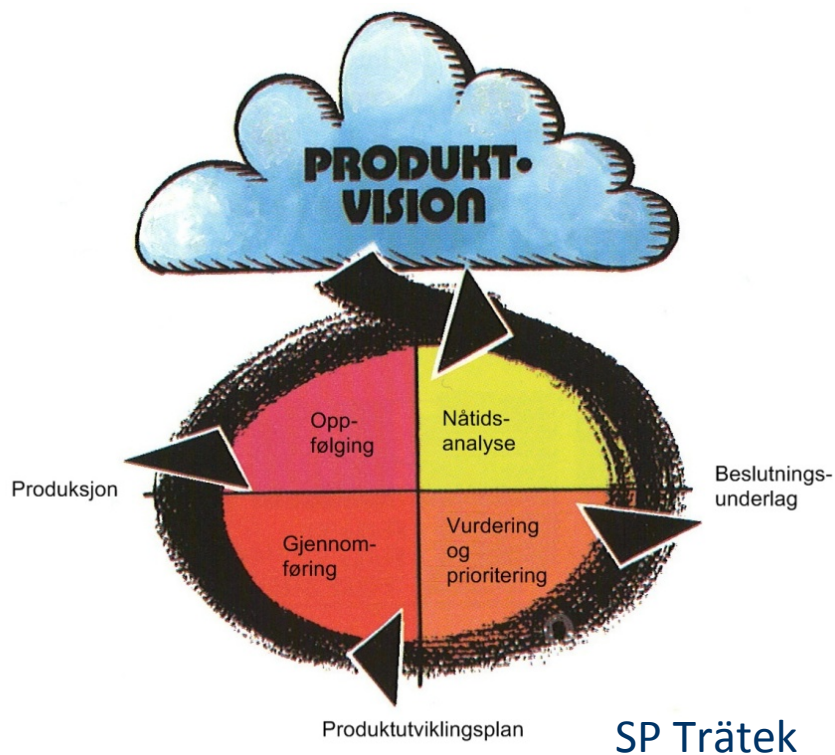 PRODUKT•
VISION
Opp-
følging
Nåtids-
analyse
Produksjon
Beslutnings-
underlag
Gjennom-
føring
Vurdering
og
prioritering
Produktutviklingsplan
SP Trätek